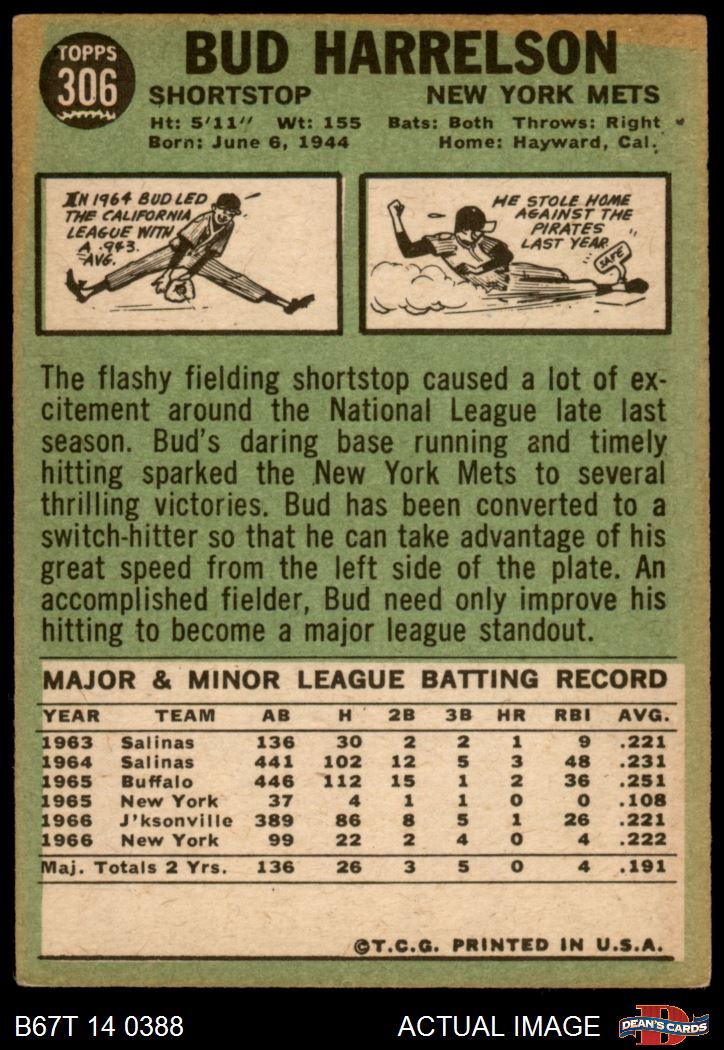 TOPPS
306
BUD HARRELSON
SHORTSTOP NEW YORK METS
Ht: 5'11" Wt: 155 Bats: Both Throws: Right
Born: June 6, 1944 Home: Hayward, Cal.
IN 1964 BUD LED
THE CALIFORNIA
LEAGUE WITH
A .943
AVG.
HE STOLE HOME
AGAINST THE
PIRATES
LAST YEAR
SAFE
The flashy fielding shortstop caused a lot of ex-
citement around the National League late last
season. Bud's daring base running and timely
hitting sparked the New York Mets to several
thrilling victories. Bud has been converted to a
switch-hitter so that he can take advantage of his
great speed from the left side of the plate. An
accomplished fielder, Bud need only improve his
hitting to become a major league standout.
MAJOR & MINOR LEAGUE BATTING RECORD
YEAR TEAM AB H 2B 3B HR RBI AVG.
1963 Salinas 136 30 2 2 1 9 .221
1964 Salinas 441 102 12 5 3 48 .231
1965 Buffalo 446 112 15 1 2 36 .251
1965 New York 37 4 1 1 0 0 .108
1966 J'ksonville 389 86 8 5 1 26 .221
1966 New York 99 22 2 4 0 4 .222
Maj. Totals 2 Yrs. 136 26 3 5 0 4 .191
©T.C.G. PRINTED IN U.S.A.
B67T 14 0388 ACTUAL IMAGE
D
DEAN'S CARDS